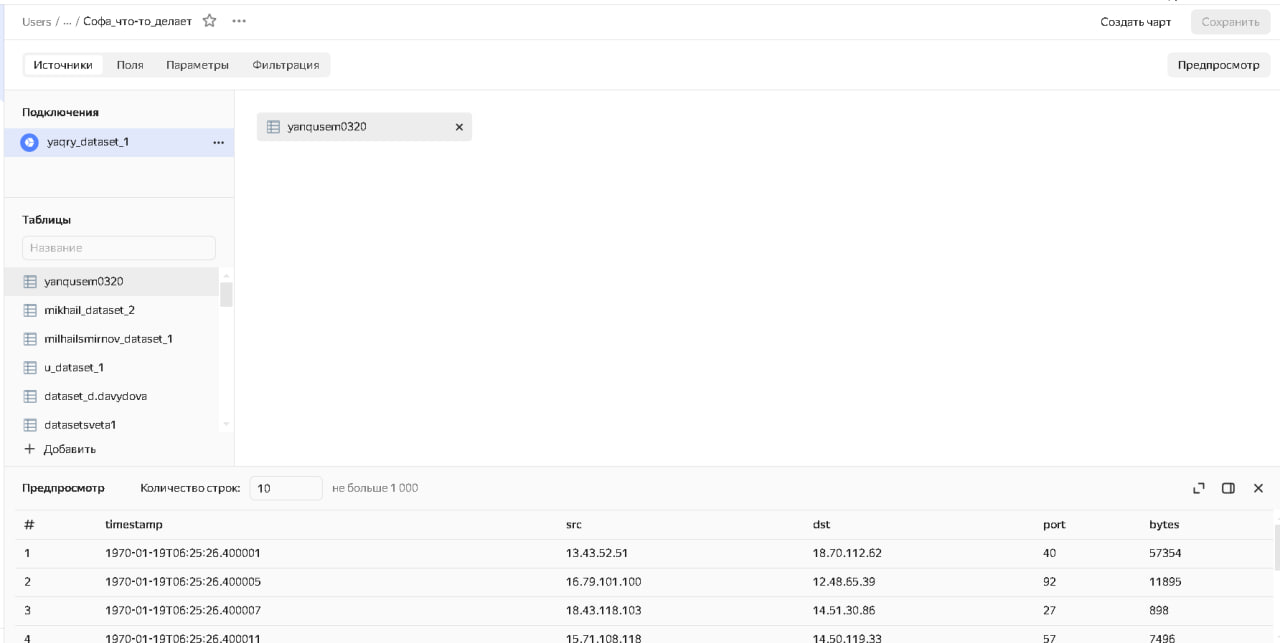 Users / ... / Софа_что-то_делает
Создать чарт Сохранить
Источники Поля Параметры Фильтрация Предпросмотр
Подключения
yaqry_dataset_1
yanqusem0320
Таблицы
Название
yanqusem0320
mikhail_dataset_2
milhailsmirnov_dataset_1
u_dataset_1
dataset_d.davydova
datasetsveta1
+ Добавить
Предпросмотр Количество строк: 10 не больше 1 000
# timestamp src dst port bytes
1 1970-01-19T06:25:26.400001 13.43.52.51 18.70.112.62 40 57354
2 1970-01-19T06:25:26.400005 16.79.101.100 12.48.65.39 92 11895
3 1970-01-19T06:25:26.400007 18.43.118.103 14.51.30.86 27 898
4 1970-01-19T06:25:26.400011 15.71.108.118 14.50.119.33 57 7496